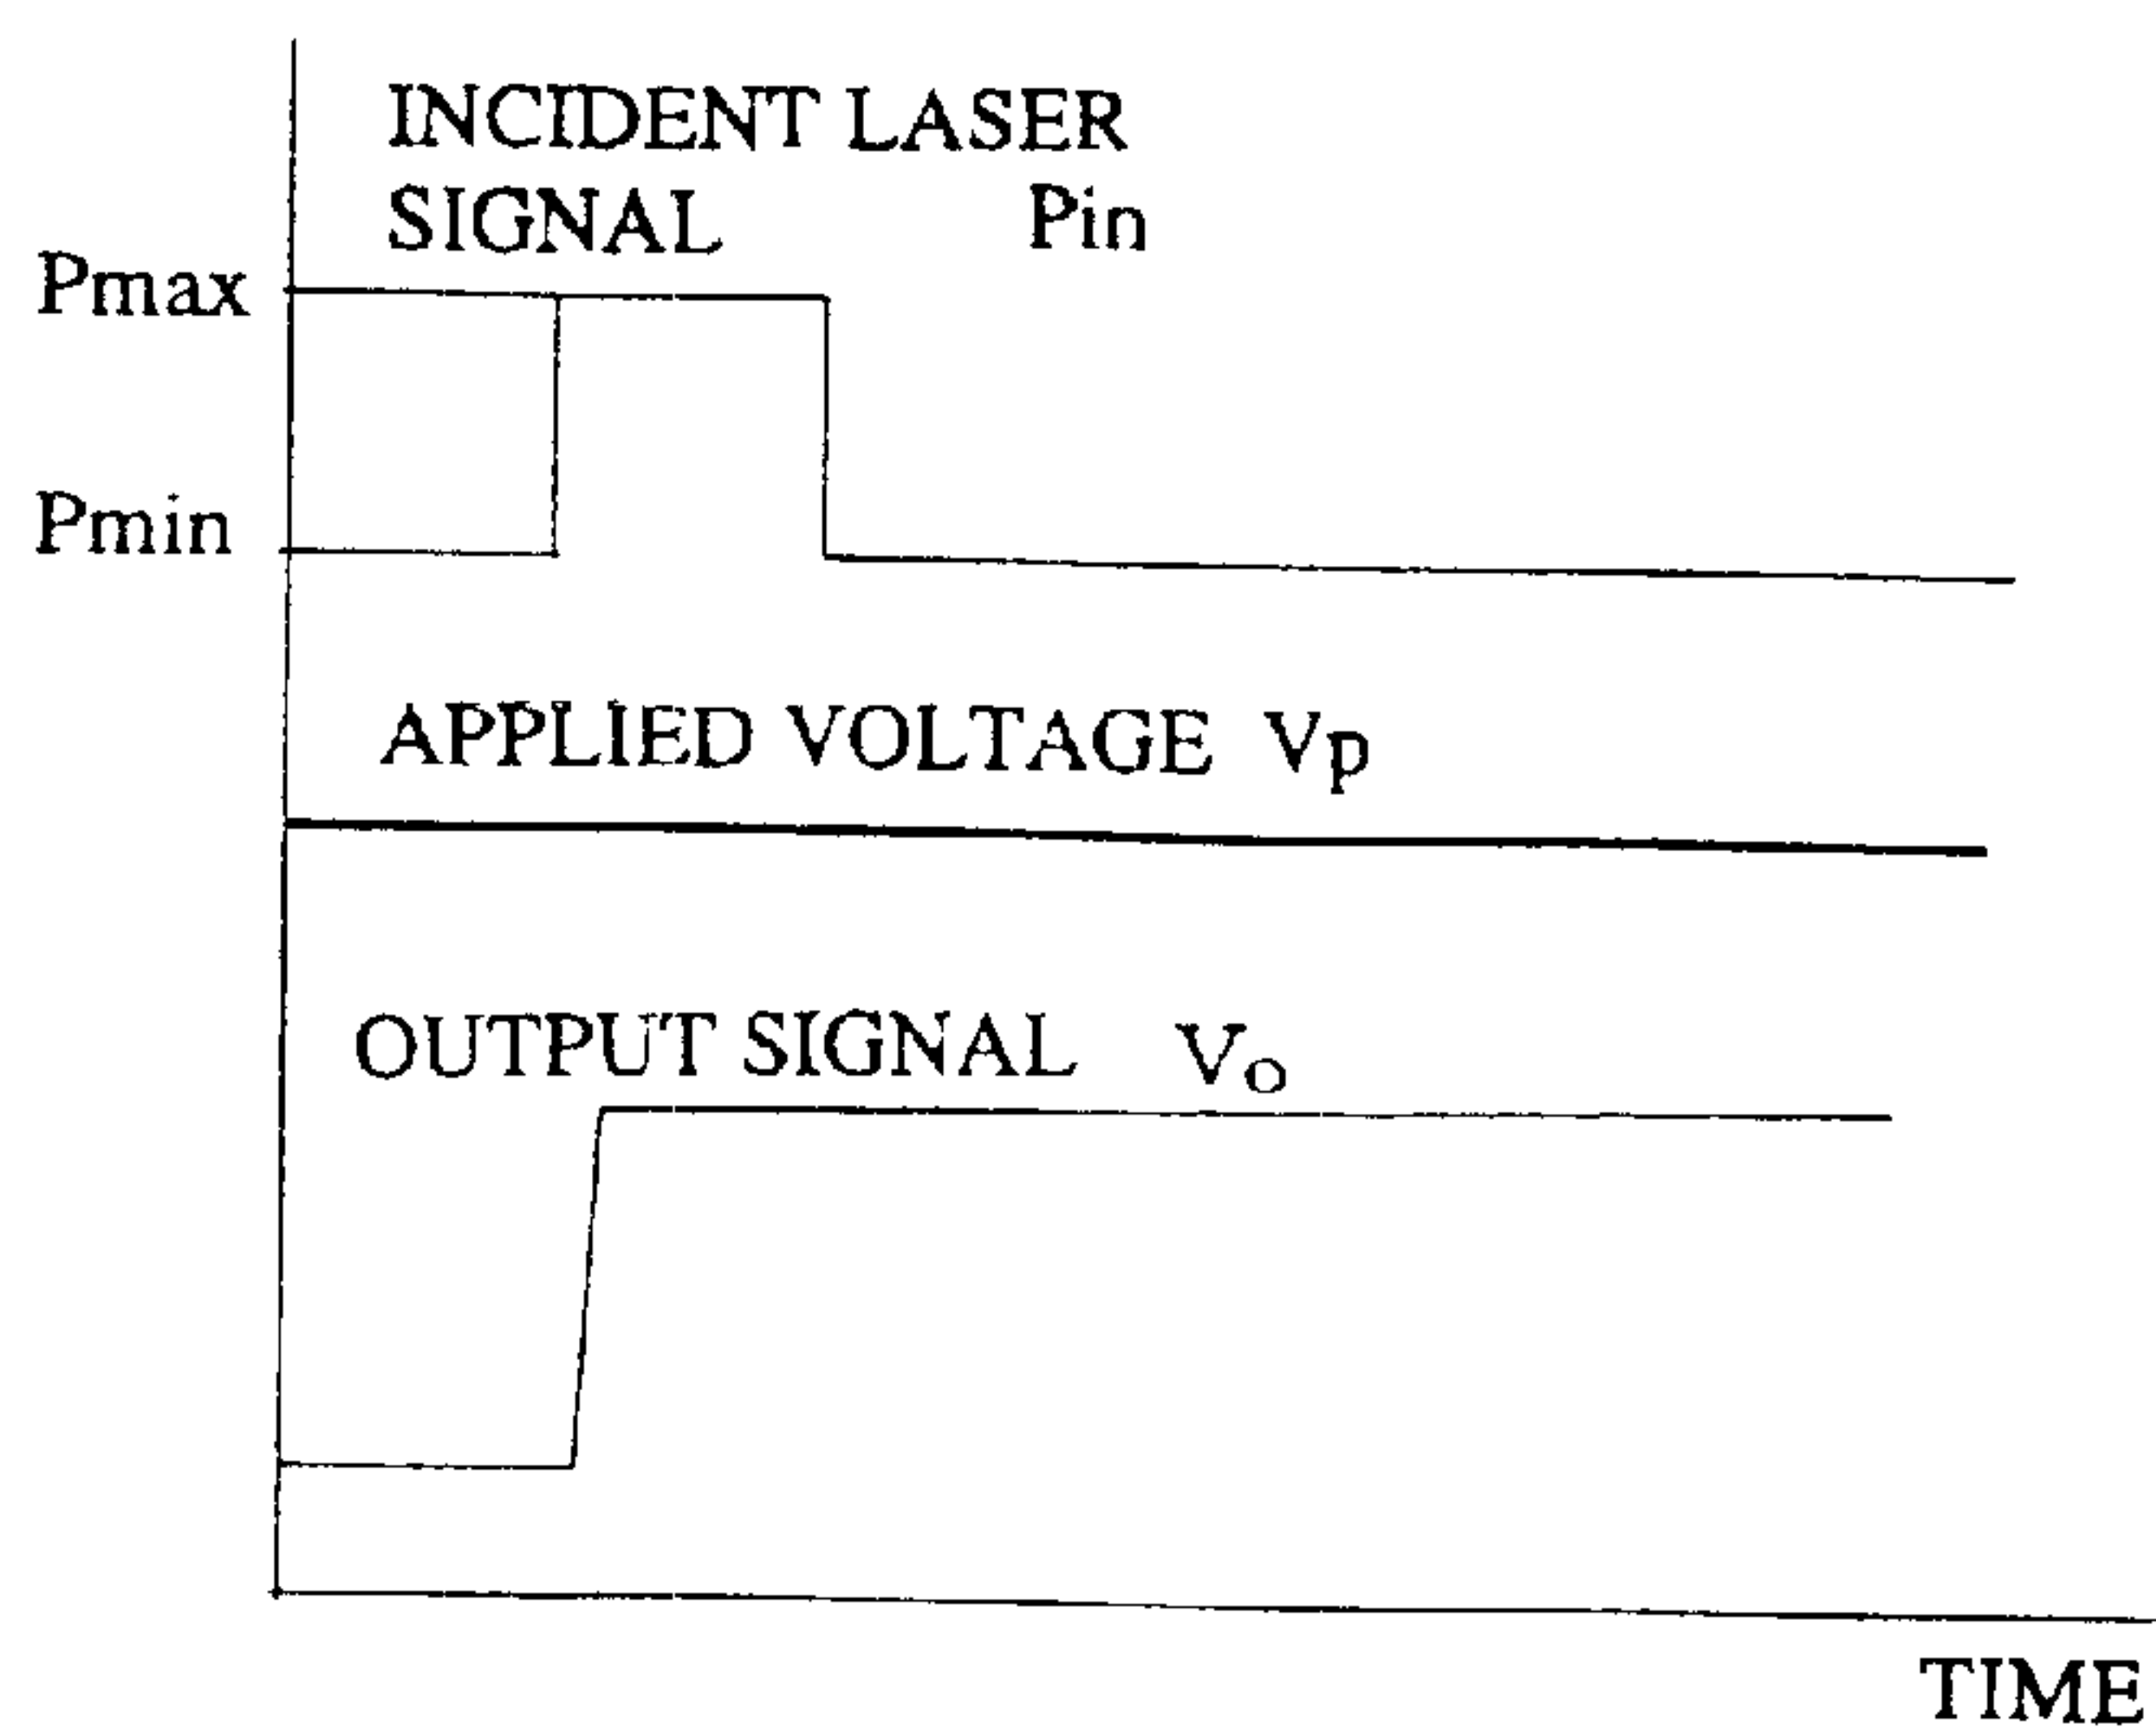 INCIDENT LASER
SIGNAL Pin
Pmax
Pmin
APPLIED VOLTAGE Vp
OUTPUT SIGNAL Vo
TIME